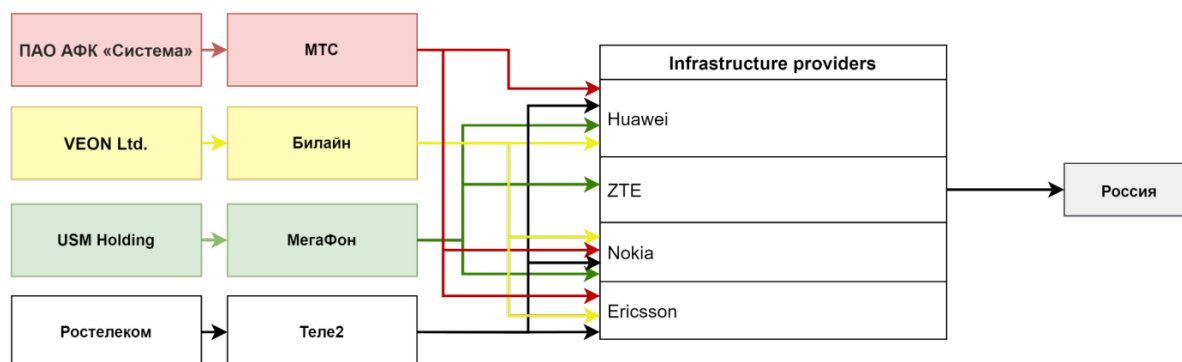 ПАО АФК «Система»
МТС
VEON Ltd.
Билайн
USM Holding
МегаФон
Ростелеком
Теле2
Infrastructure providers
Huawei
ZTE
Nokia
Ericsson
Россия